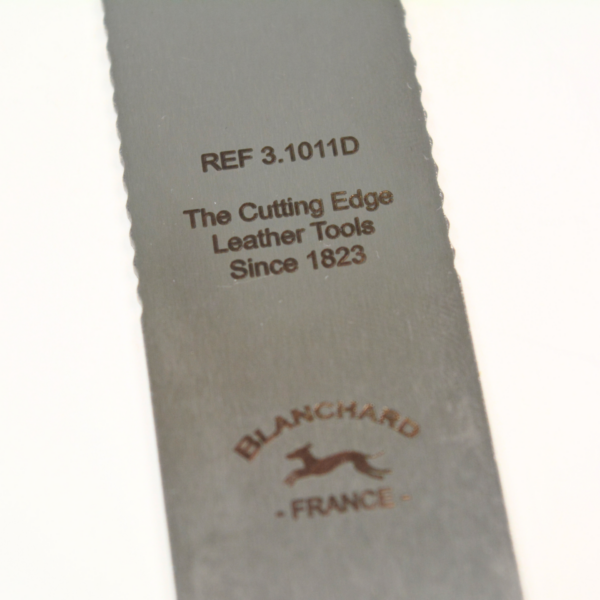 REF 3.1011D
The Cutting Edge
Leather Tools
Since 1823
BLANCHARD
- FRANCE -